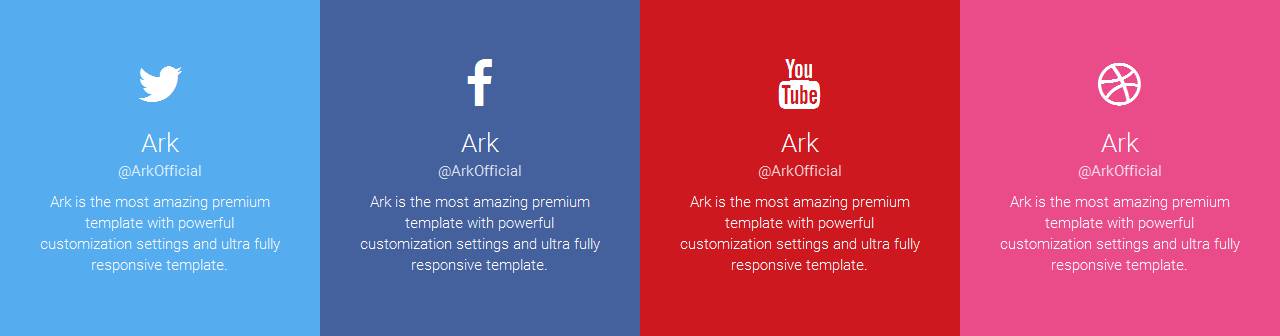 Ark
@ArkOfficial
Ark is the most amazing premium
template with powerful
customization settings and ultra fully
responsive template.
Ark
@ArkOfficial
Ark is the most amazing premium
template with powerful
customization settings and ultra fully
responsive template.
You
Tube
Ark
@ArkOfficial
Ark is the most amazing premium
template with powerful
customization settings and ultra fully
responsive template.
Ark
@ArkOfficial
Ark is the most amazing premium
template with powerful
customization settings and ultra fully
responsive template.